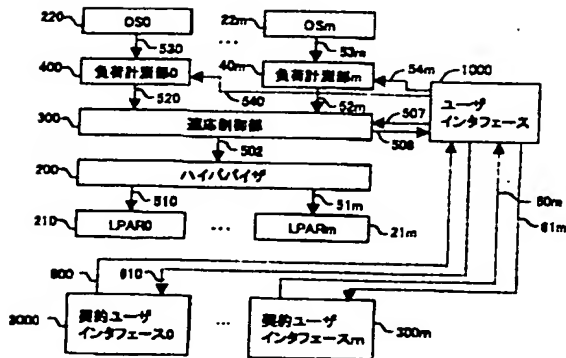 220
OS0
22m
OSm
530
53m
400
負荷計測部0
40m
負荷計測部m
54m
1000
520
52m
540
ユーザ
インタフェース
300
適応制御部
507
508
502
200
ハイパバイザ
510
51m
210
LPAR0
LPARm
21m
60m
61m
600
610
3000
契約ユーザ
インタフェース0
契約ユーザ
インタフェースm
300m